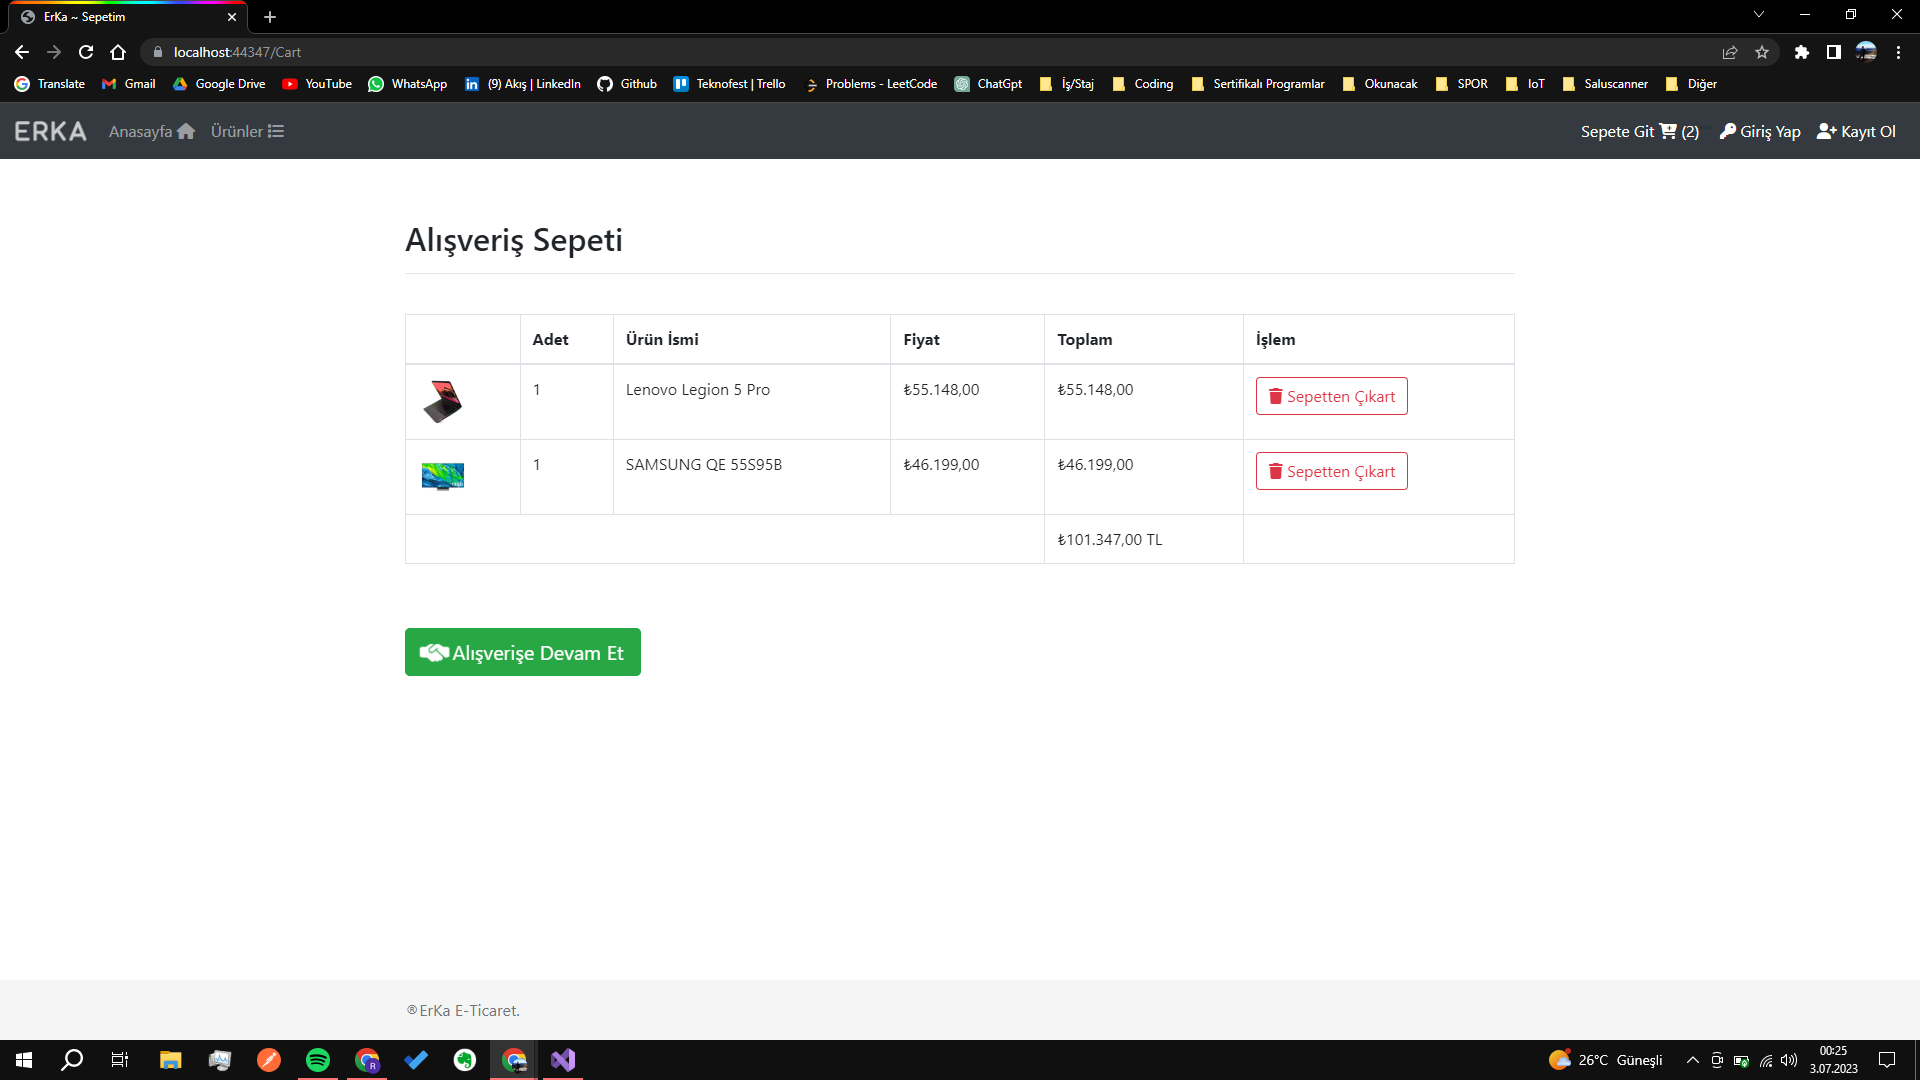 ErKa ~ Sepetim
localhost:44347/Cart
Translate Gmail Google Drive YouTube WhatsApp (9) Akış | LinkedIn Github Teknofest | Trello Problems - LeetCode ChatGpt İş/Staj Coding Sertifikalı Programlar Okunacak SPOR IoT Saluscanner Diğer
ERKA Anasayfa Ürünler Sepete Git (2) Giriş Yap Kayıt Ol
Alışveriş Sepeti
Adet Ürün İsmi Fiyat Toplam İşlem
1 Lenovo Legion 5 Pro ₺55.148,00 ₺55.148,00 Sepetten Çıkart
1 SAMSUNG QE 55S95B ₺46.199,00 ₺46.199,00 Sepetten Çıkart
₺101.347,00 TL
Alışverişe Devam Et
®ErKa E-Ticaret.
26°C Güneşli
00:25
3.07.2023